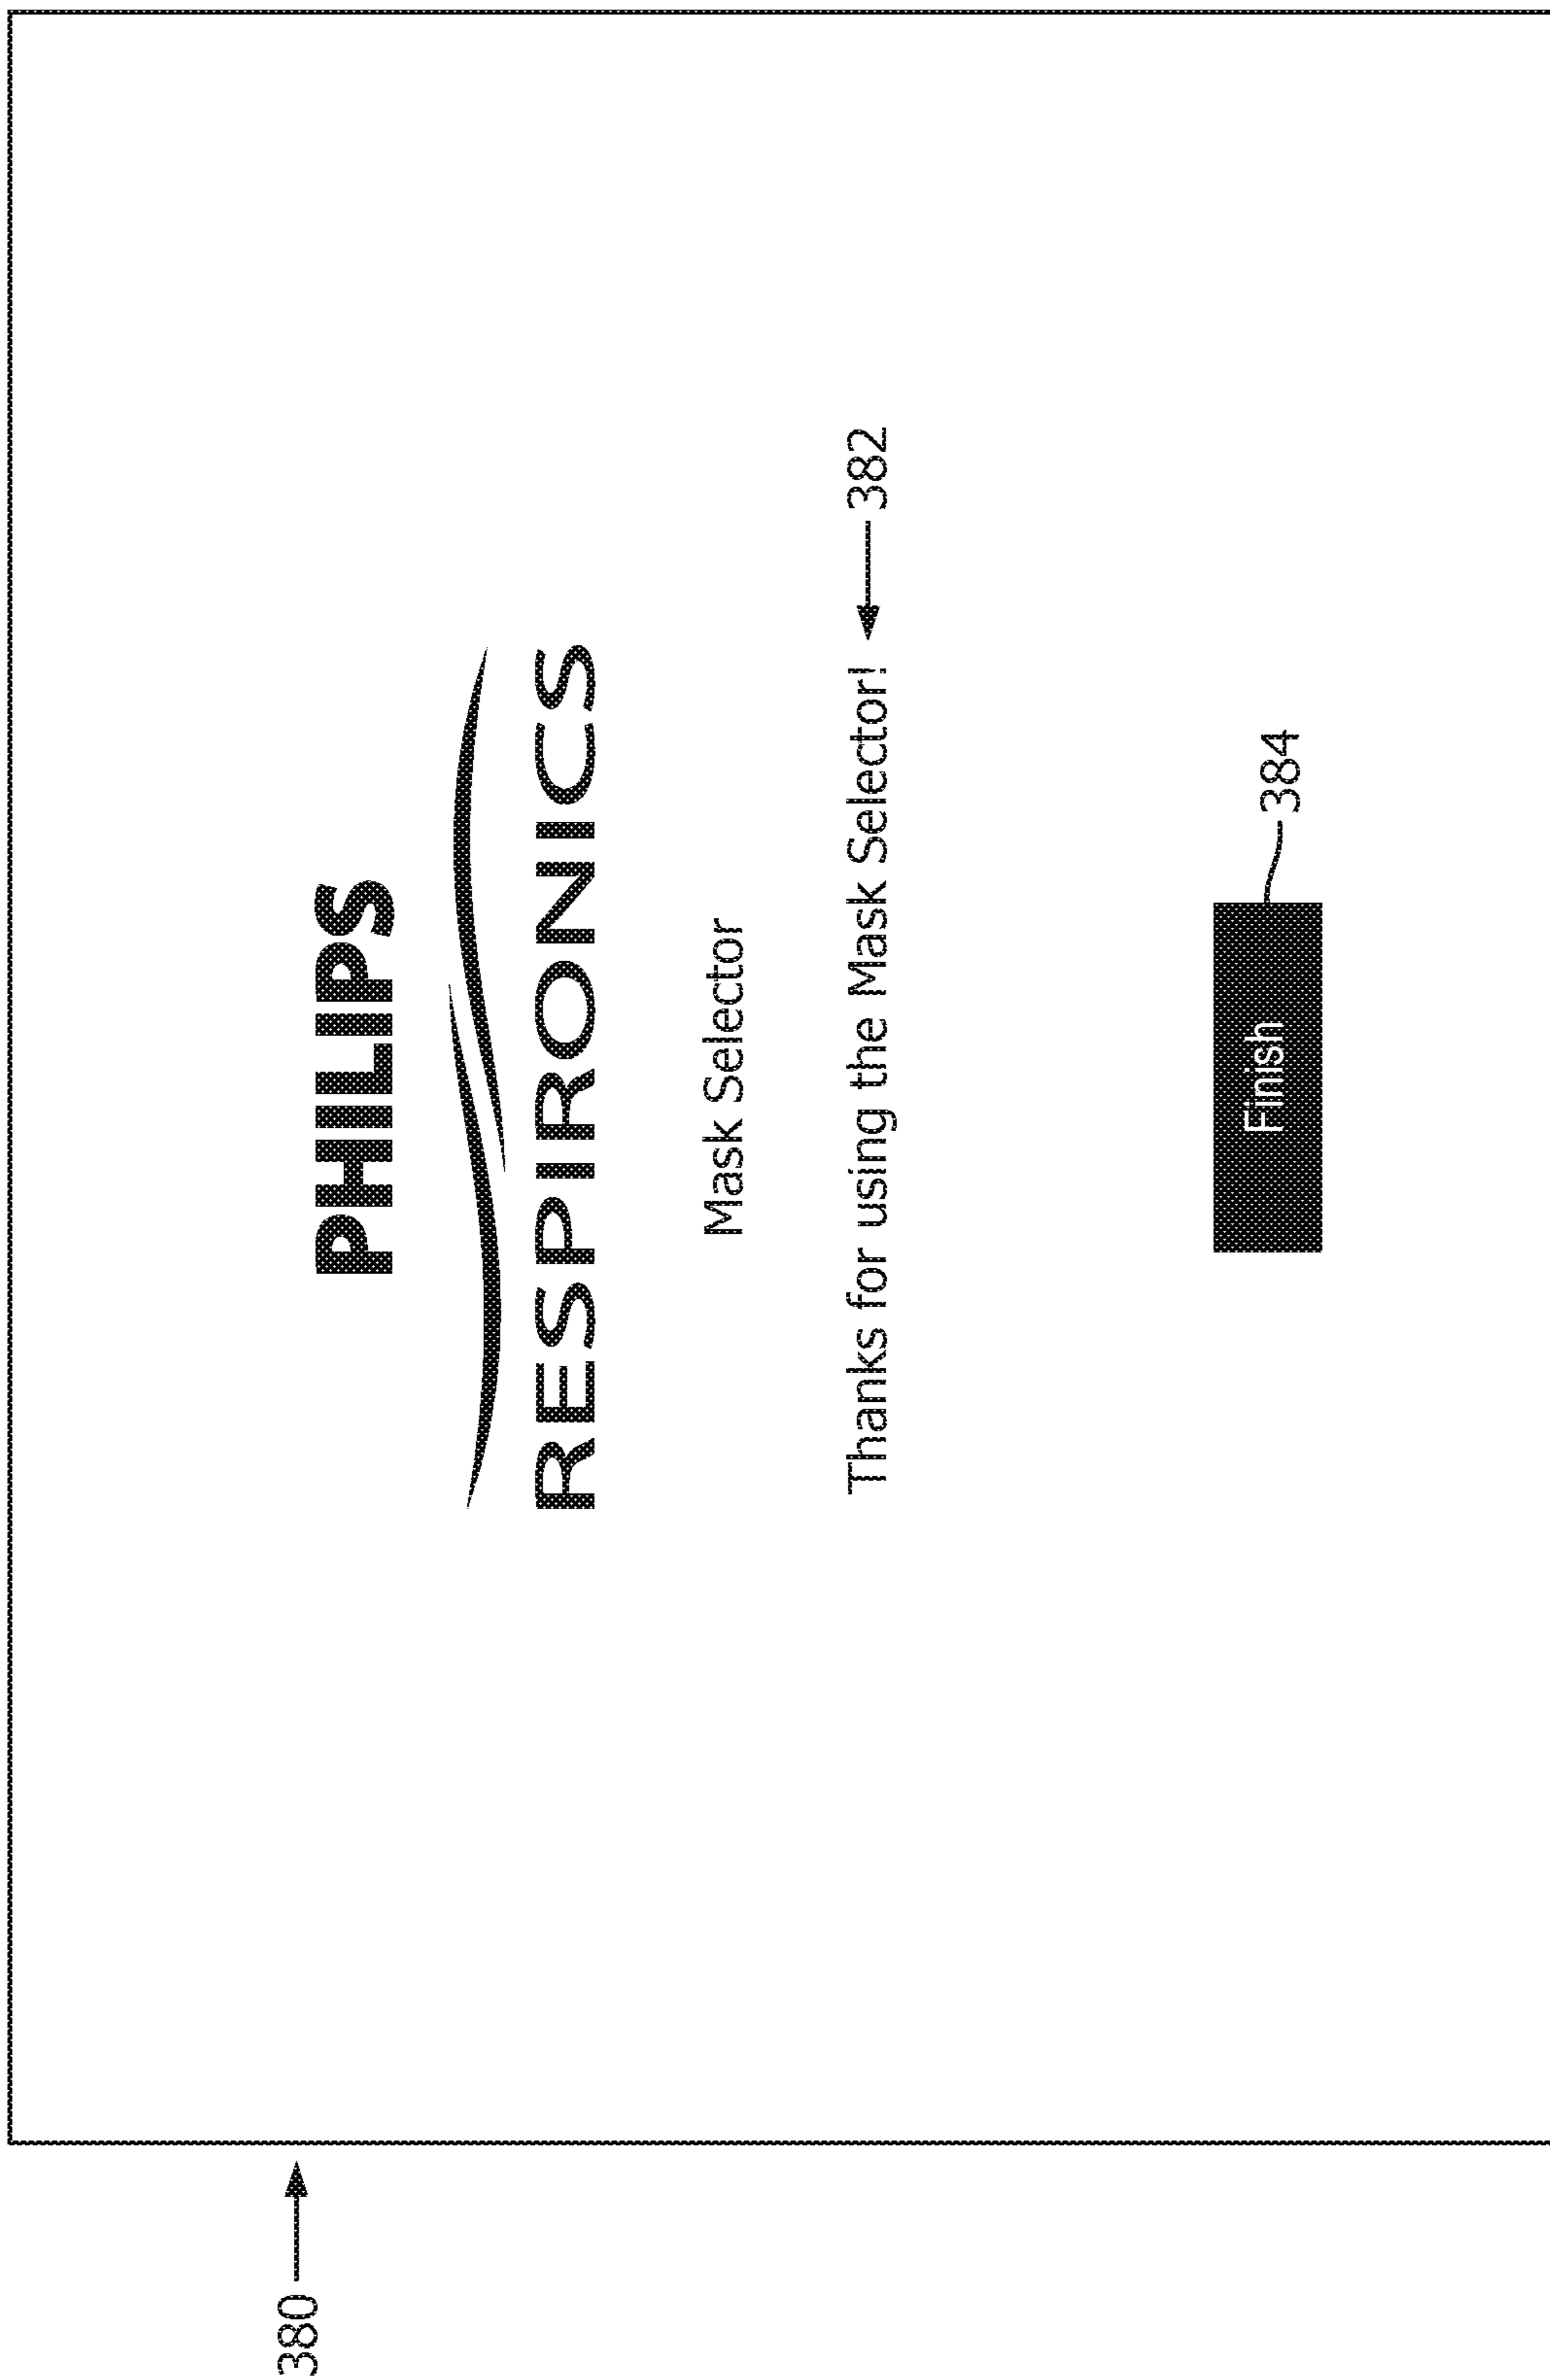 380
PHILIPS
RESPIRONICS
Mask Selector
Thanks for using the Mask Selector!
382
Finish
384